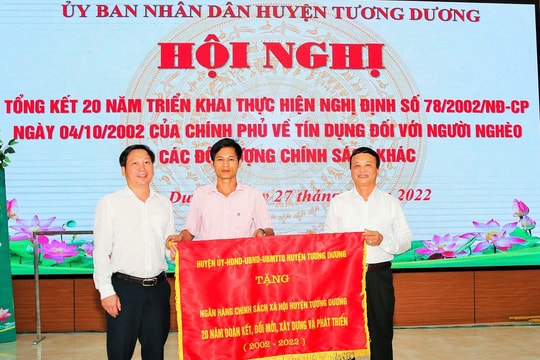 ỦY BAN NHÂN DÂN HUYỆN TƯƠNG DƯƠNG
HỘI NGHỊ
TỔNG KẾT 20 NĂM TRIỂN KHAI THỰC HIỆN NGHỊ ĐỊNH SỐ 78/2002/NĐ-CP
NGÀY 04/10/2002 CỦA CHÍNH PHỦ VỀ TÍN DỤNG ĐỐI VỚI NGƯỜI NGHÈO
CÁC ĐỐI TƯỢNG CHÍNH SÁCH KHÁC
27 2022
HUYỆN ỦY-HĐND-UBND-UBMTTQ HUYỆN TƯƠNG DƯƠNG
TẶNG
NGÂN HÀNG CHÍNH SÁCH XÃ HỘI HUYỆN TƯƠNG DƯƠNG
20 NĂM ĐOÀN KẾT, ĐỔI MỚI, XÂY DỰNG VÀ PHÁT TRIỂN
( 2002 - 2022 )